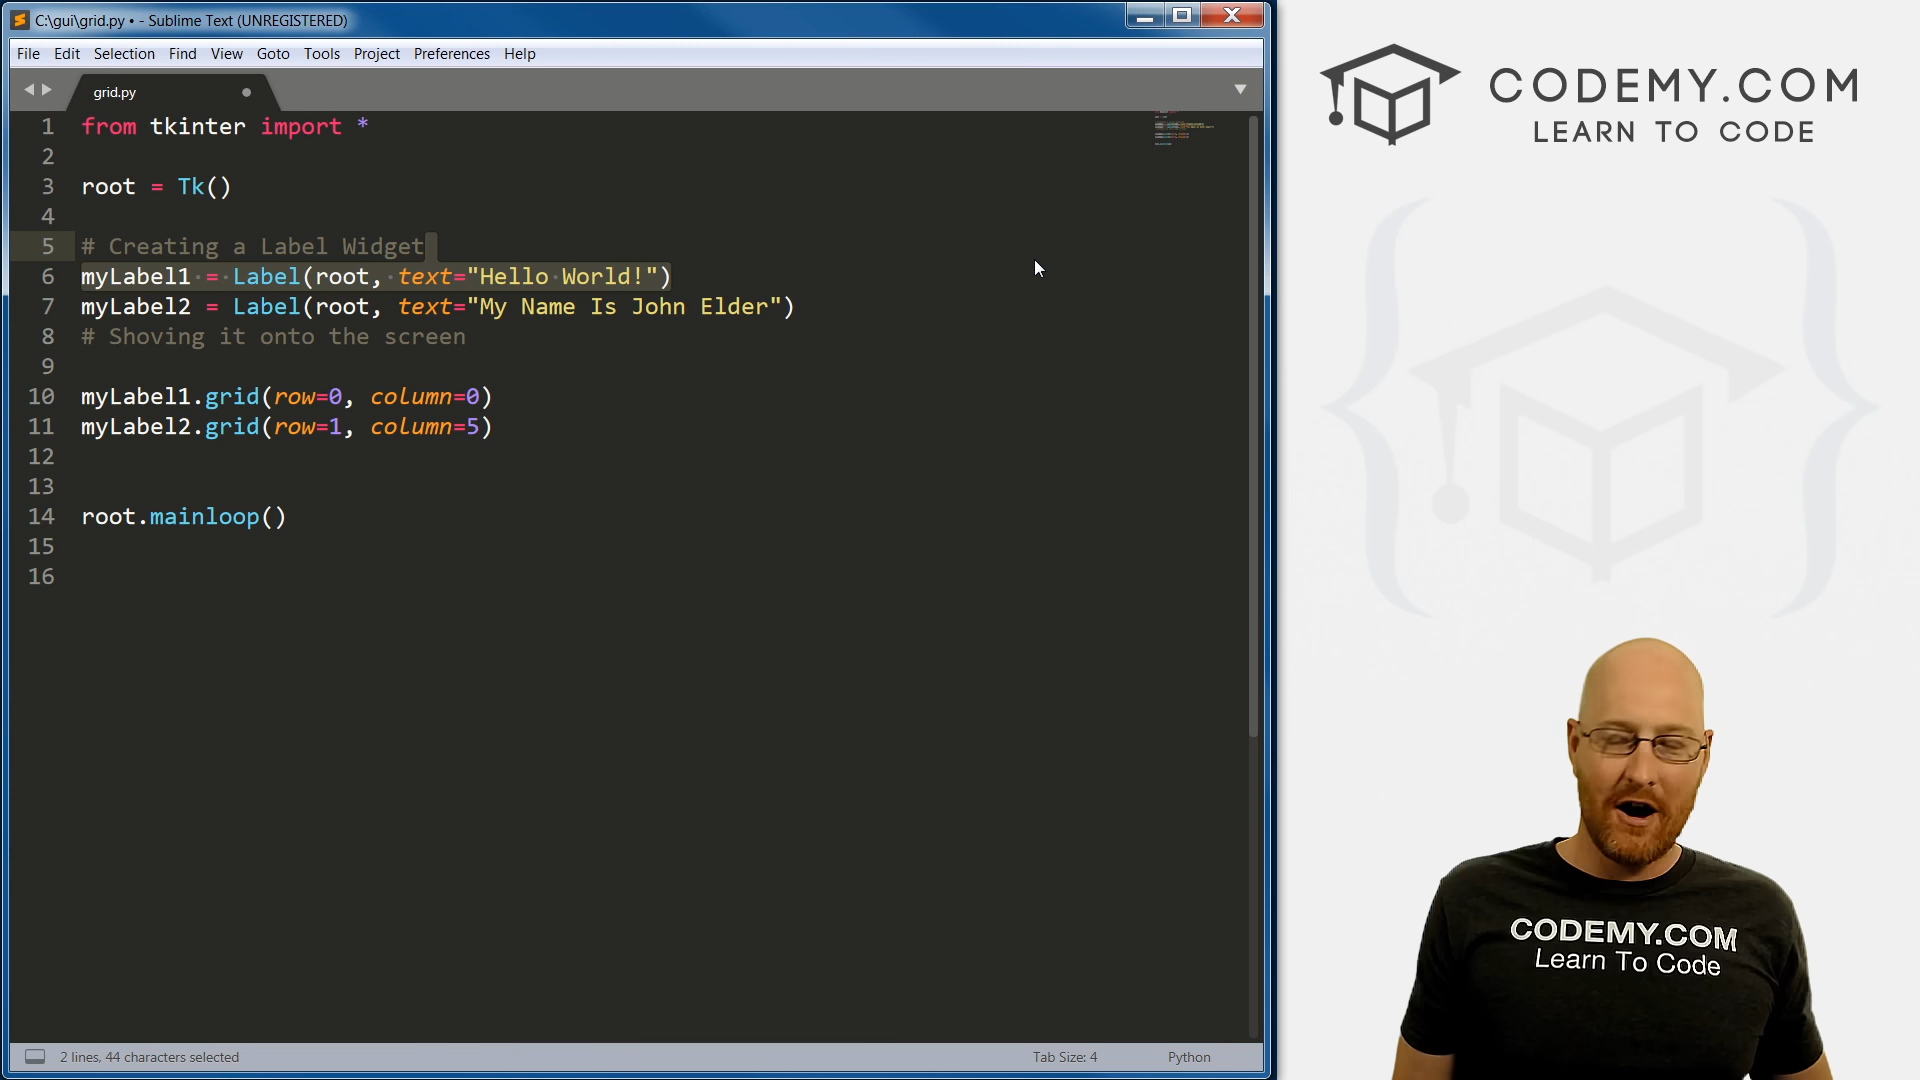 C:\gui\grid.py • - Sublime Text (UNREGISTERED)
File Edit Selection Find View Goto Tools Project Preferences Help
grid.py
1 from tkinter import *
2
3 root = Tk()
4
5 # Creating a Label Widget
6 myLabel1 = Label(root, text="Hello World!")
7 myLabel2 = Label(root, text="My Name Is John Elder")
8 # Shoving it onto the screen
9
10 myLabel1.grid(row=0, column=0)
11 myLabel2.grid(row=1, column=5)
12
13
14 root.mainloop()
15
16
2 lines, 44 characters selected
Tab Size: 4
Python
CODEMY.COM
LEARN TO CODE
CODEMY.COM
Learn To Code